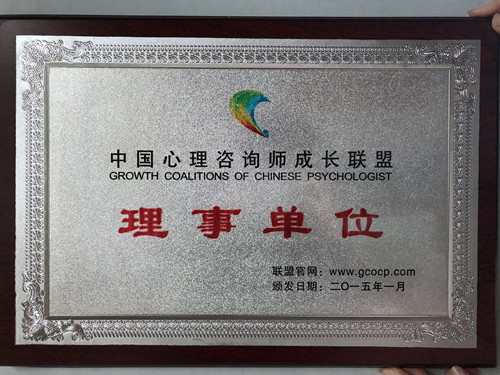 中国心理咨询师成长联盟
GROWTH COALITIONS OF CHINESE PSYCHOLOGIST
理事单位
联盟官网：www.gcocp.com
颁发日期：二〇一五年一月